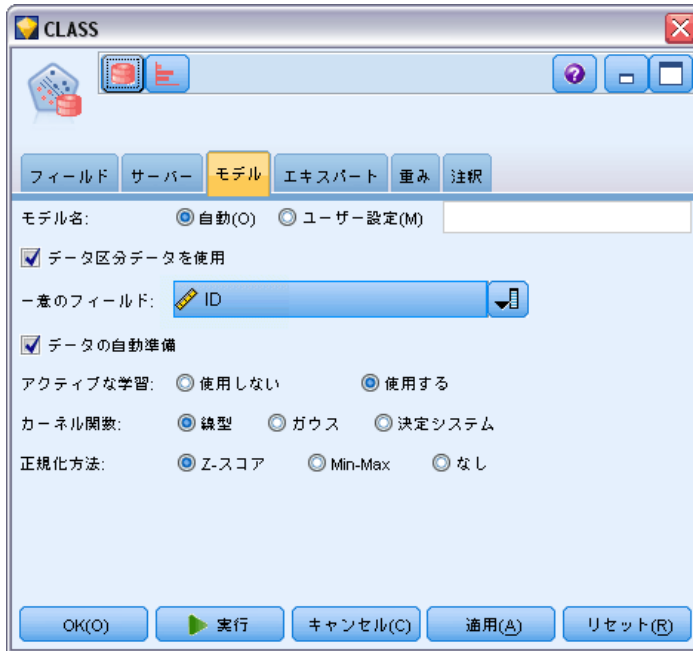 CLASS
フィールド サーバー モデル エキスパート 重み 注釈
モデル名: 自動(O) ユーザー設定(M)
データ区分データを使用
一意のフィールド: ID
データの自動準備
アクティブな学習: 使用しない 使用する
カーネル関数: 線型 ガウス 決定システム
正規化方法: Z-スコア Min-Max なし
OK(O) 実行 キャンセル(C) 適用(A) リセット(R)